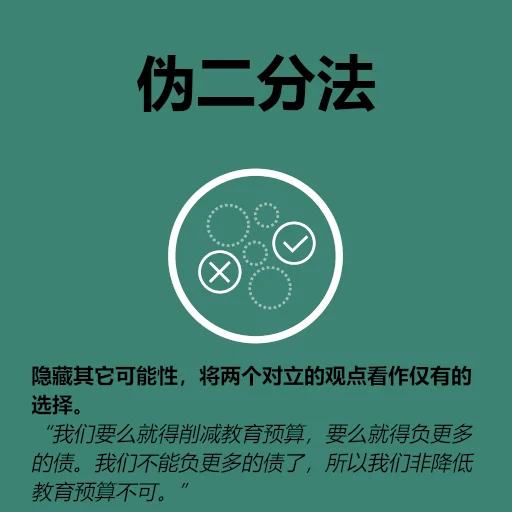 伪二分法
隐藏其它可能性，将两个对立的观点看作仅有的
选择。
“我们要么就得削减教育预算，要么就得负更多
的债。我们不能负更多的债了，所以我们非降低
教育预算不可。”